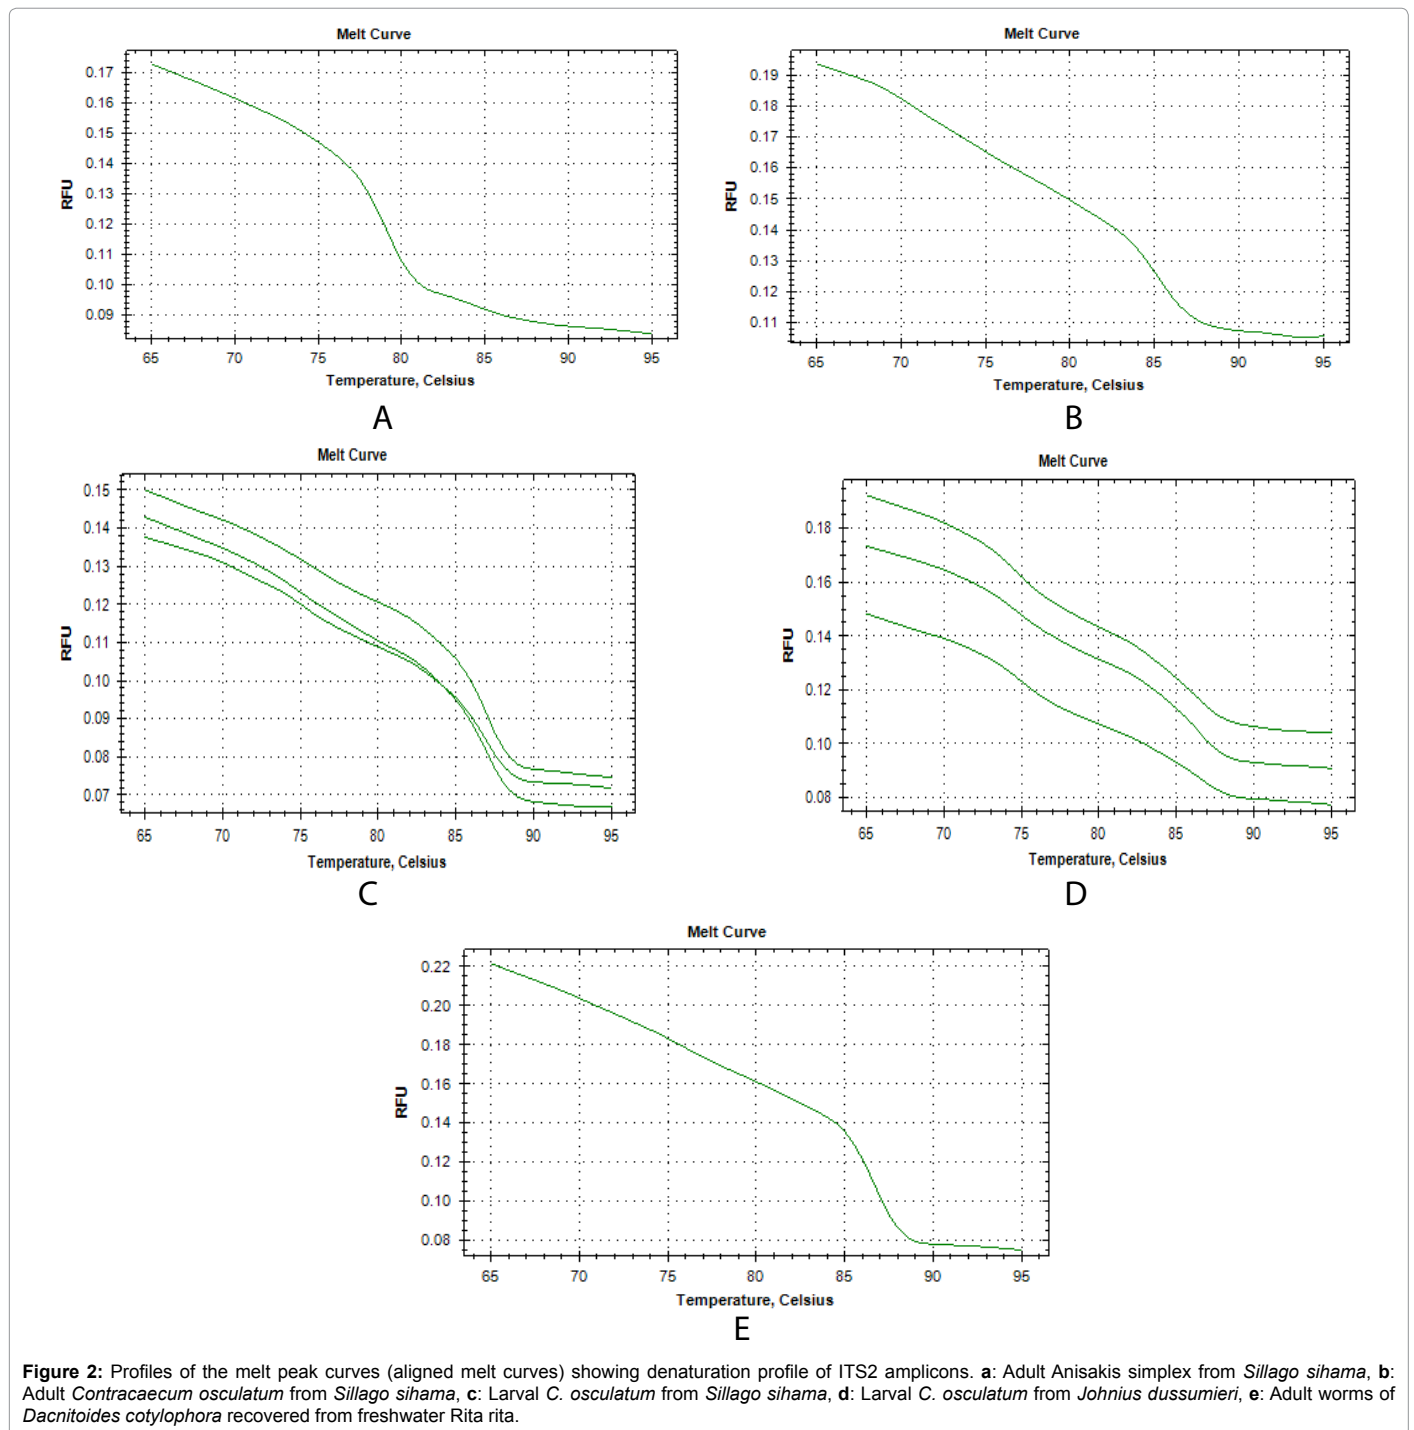 Melt Curve
0.17
0.16
0.15
0.14
0.13
0.12
0.11
0.10
0.09
RFU
65 70 75 80 85 90 95
Temperature, Celsius
A
Melt Curve
0.19
0.18
0.17
0.16
0.15
0.14
0.13
0.12
0.11
RFU
65 70 75 80 85 90 95
Temperature, Celsius
B
Melt Curve
0.15
0.14
0.13
0.12
0.11
0.10
0.09
0.08
0.07
RFU
65 70 75 80 85 90 95
Temperature, Celsius
C
Melt Curve
0.18
0.16
0.14
0.12
0.10
0.08
RFU
65 70 75 80 85 90 95
Temperature, Celsius
D
Melt Curve
0.22
0.20
0.18
0.16
0.14
0.12
0.10
0.08
RFU
65 70 75 80 85 90 95
Temperature, Celsius
E
Figure 2: Profiles of the melt peak curves (aligned melt curves) showing denaturation profile of ITS2 amplicons. a: Adult Anisakis simplex from Sillago sihama, b:
Adult Contracaecum osculatum from Sillago sihama, c: Larval C. osculatum from Sillago sihama, d: Larval C. osculatum from Johnius dussumieri, e: Adult worms of
Dacnitoides cotylophora recovered from freshwater Rita rita.